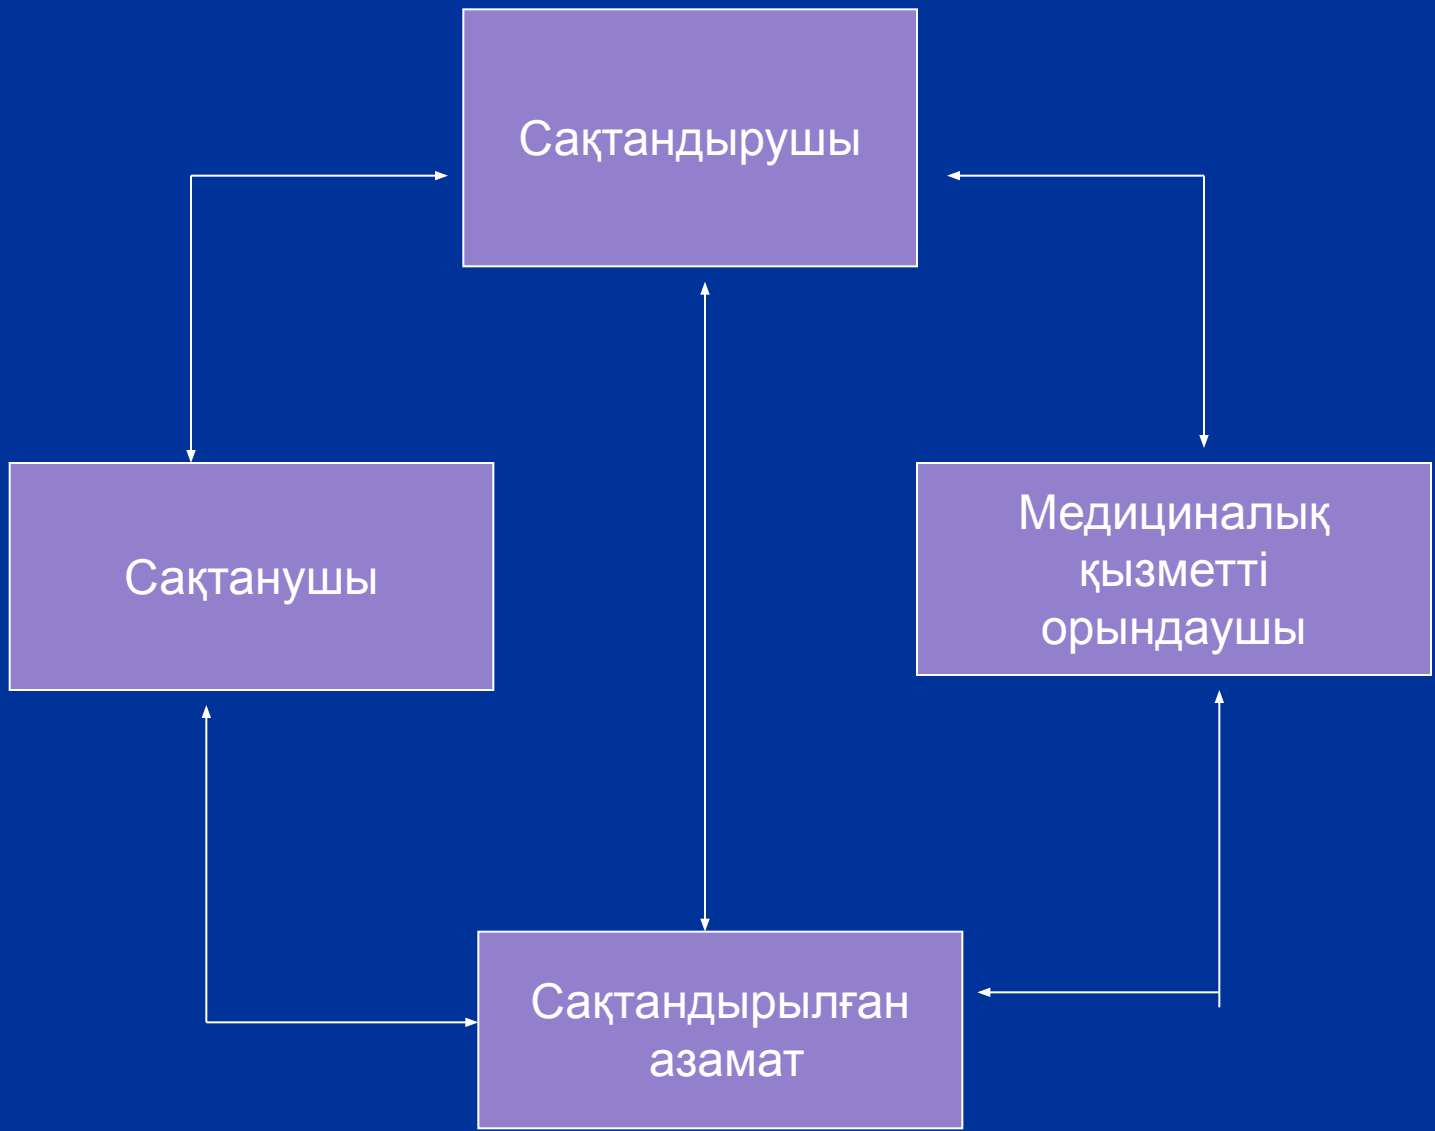 Сақтандырушы
Сақтанушы
Медициналық
қызметті
орындаушы
Сақтандырылған
азамат